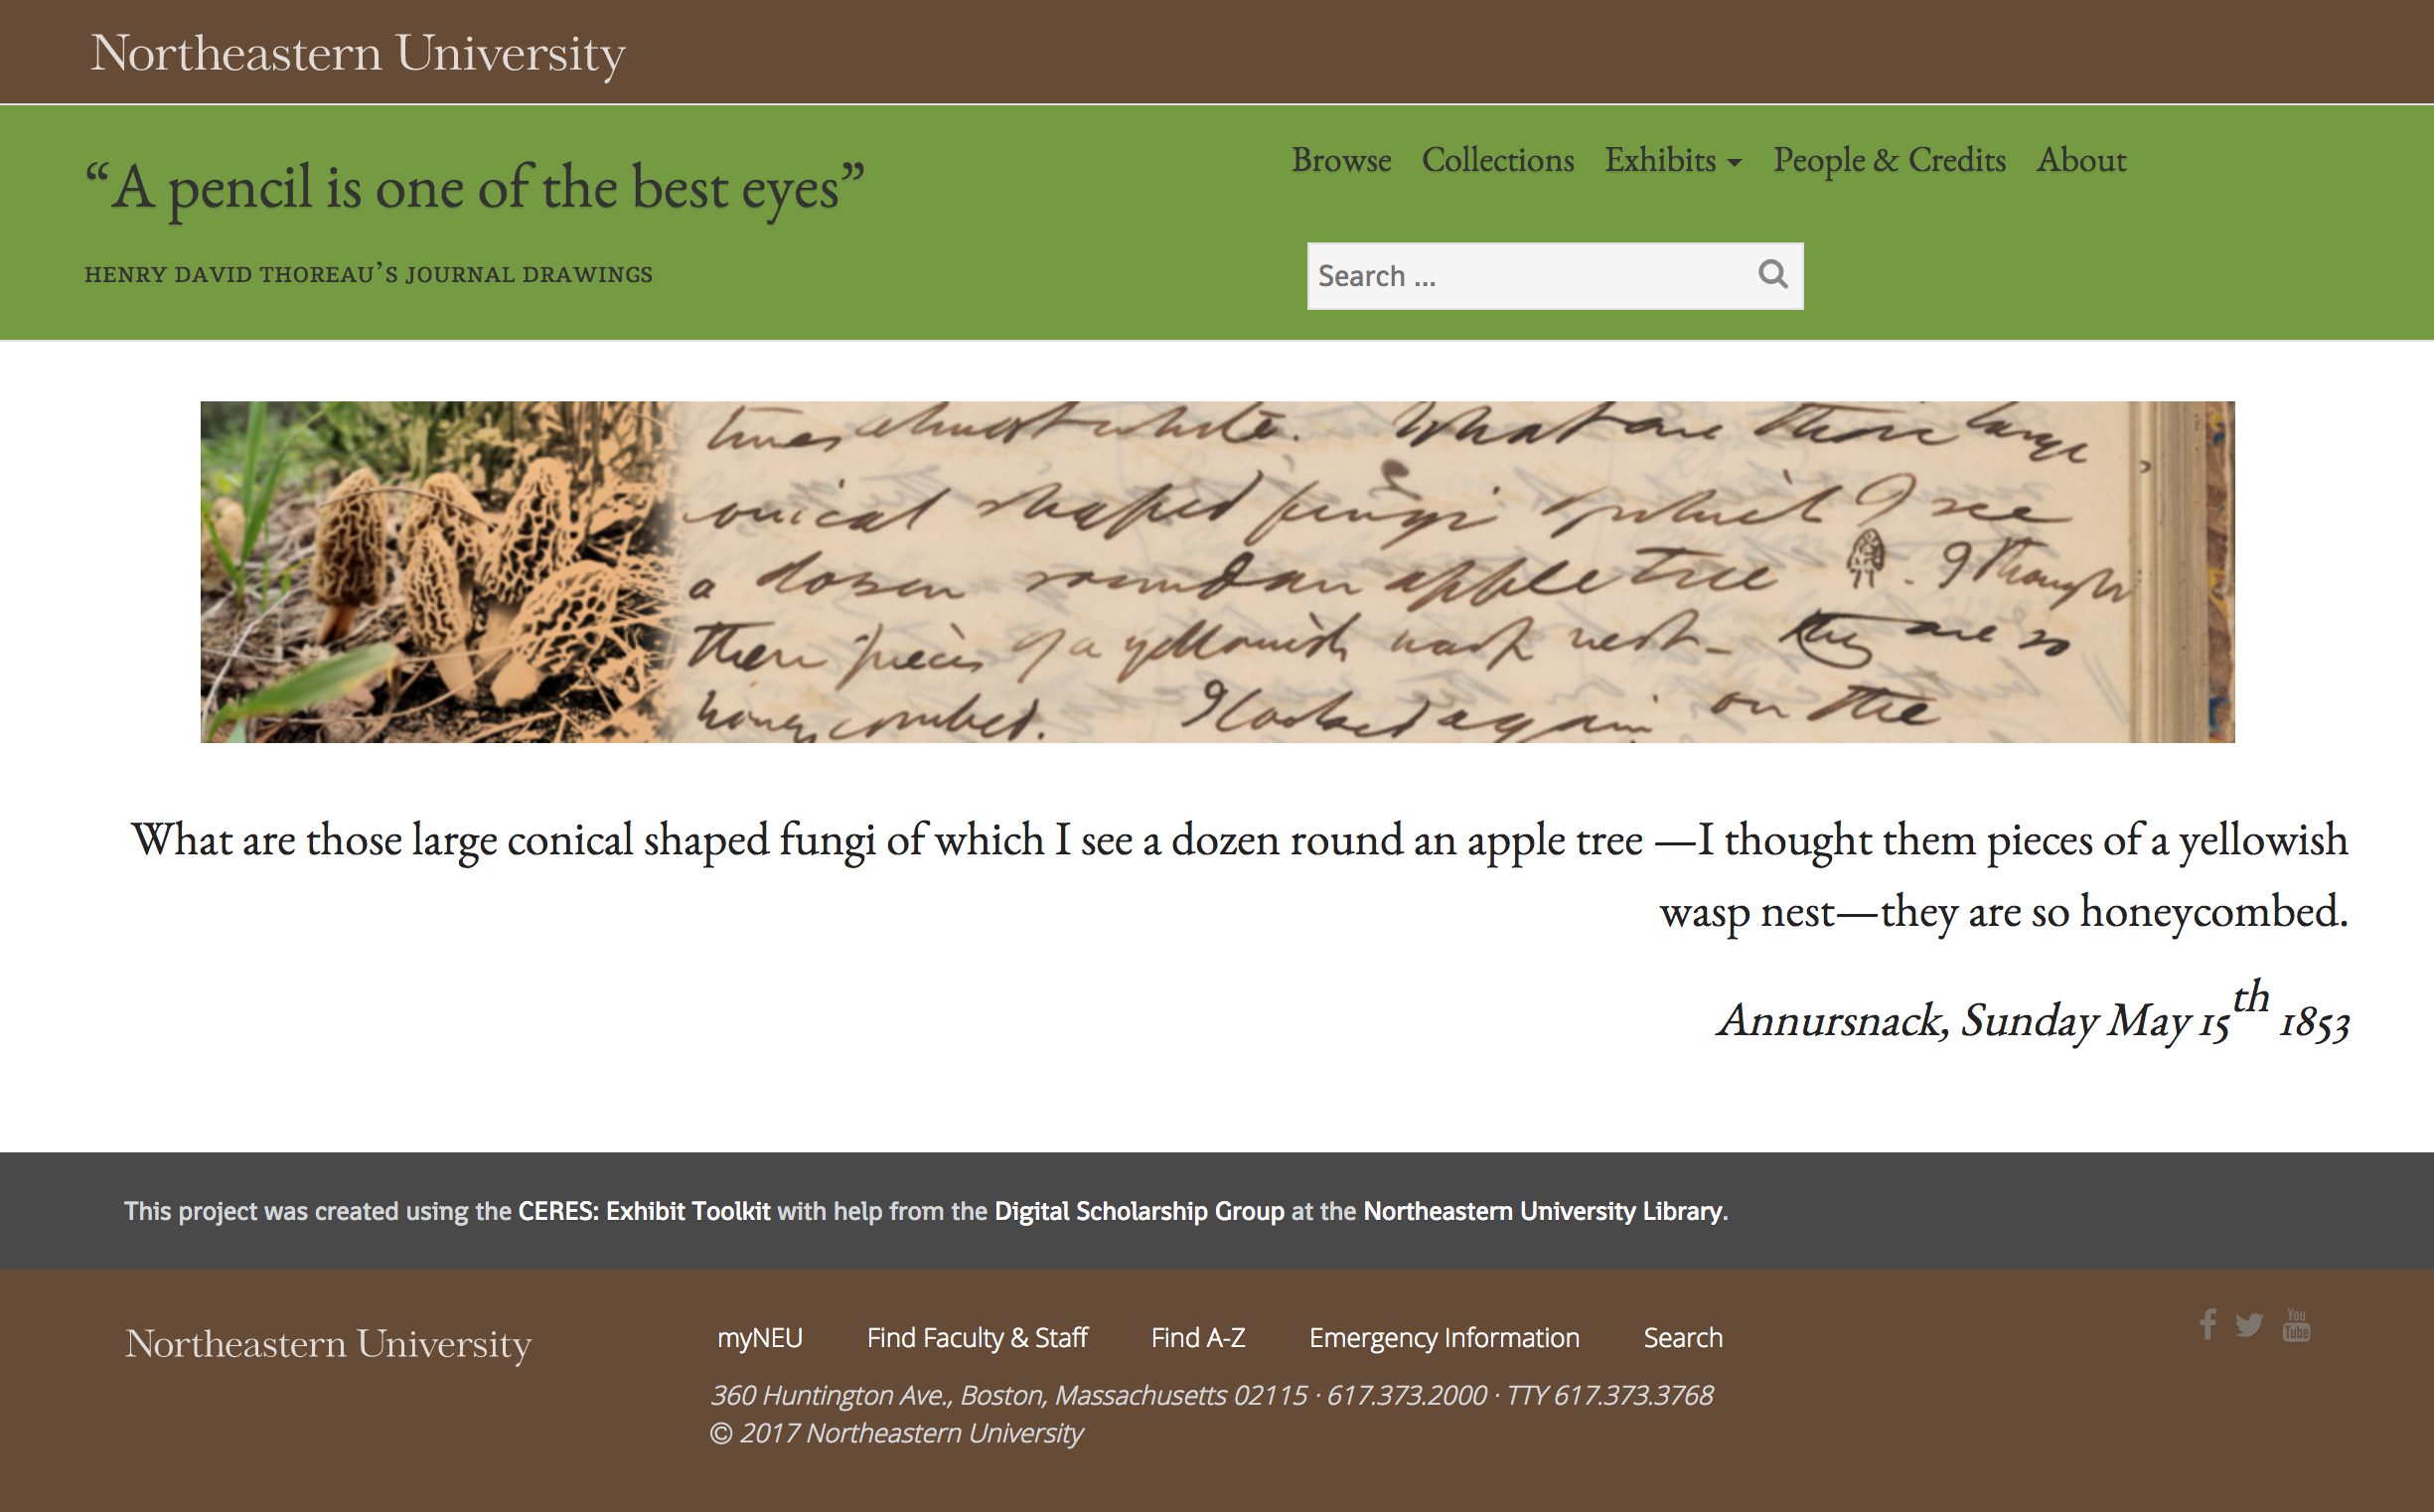 Northeastern University
“A pencil is one of the best eyes”
HENRY DAVID THOREAU’S JOURNAL DRAWINGS
Browse Collections Exhibits People & Credits About
Search ...
times almost white. What are those large
conical shaped fungi of which I see
a dozen round an apple tree . I thought
them pieces of a yellowish wasp nest— they are so
honey combed. I looked again on the
What are those large conical shaped fungi of which I see a dozen round an apple tree —I thought them pieces of a yellowish
wasp nest—they are so honeycombed.
Annursnack, Sunday May 15th 1853
This project was created using the CERES: Exhibit Toolkit with help from the Digital Scholarship Group at the Northeastern University Library.
Northeastern University
myNEU Find Faculty & Staff Find A-Z Emergency Information Search
360 Huntington Ave., Boston, Massachusetts 02115 · 617.373.2000 · TTY 617.373.3768
© 2017 Northeastern University
You
Tube